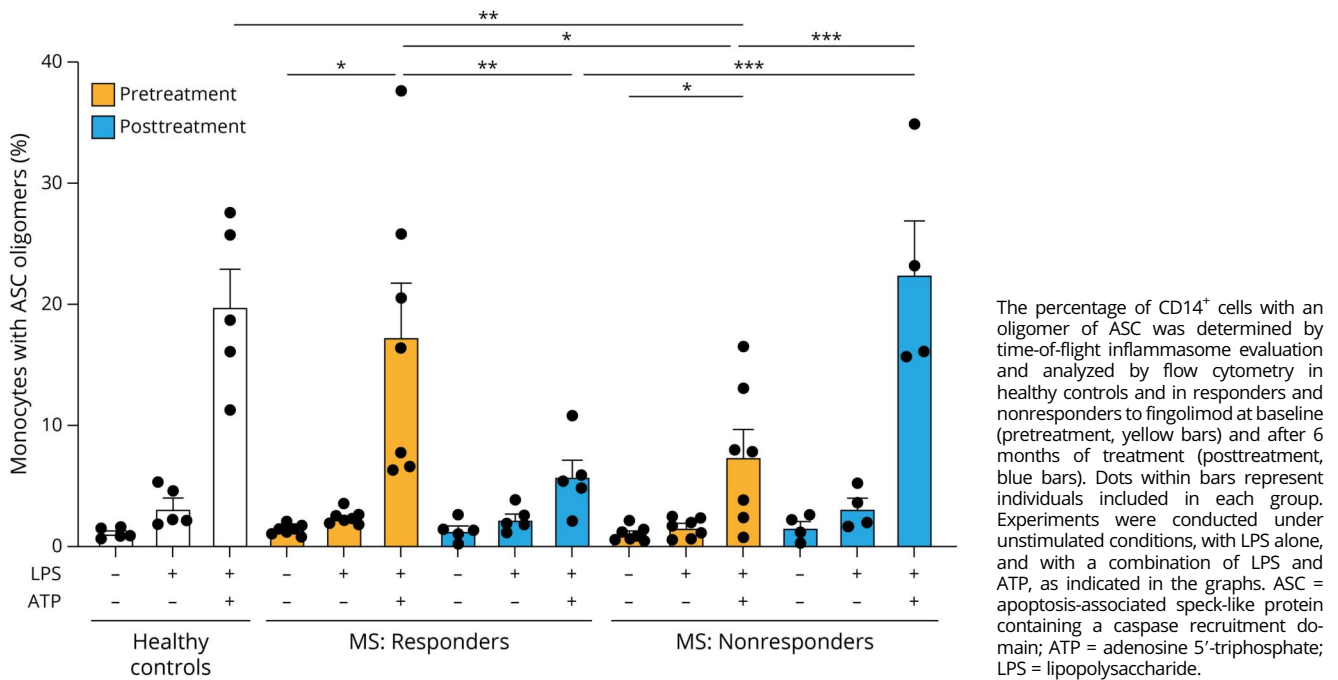 **
* ***
* ** ***
*
40
30
20
10
0
Monocytes with ASC oligomers (%)
Pretreatment
Posttreatment
LPS – + + – + + – + + – + + – + +
ATP – – + – – + – – + – – + – – +
Healthy
controls
MS: Responders
MS: Nonresponders
The percentage of CD14⁺ cells with an
oligomer of ASC was determined by
time-of-flight inflammasome evaluation
and analyzed by flow cytometry in
healthy controls and in responders and
nonresponders to fingolimod at baseline
(pretreatment, yellow bars) and after 6
months of treatment (posttreatment,
blue bars). Dots within bars represent
individuals included in each group.
Experiments were conducted under
unstimulated conditions, with LPS alone,
and with a combination of LPS and
ATP, as indicated in the graphs. ASC =
apoptosis-associated speck-like protein
containing a caspase recruitment do-
main; ATP = adenosine 5′-triphosphate;
LPS = lipopolysaccharide.